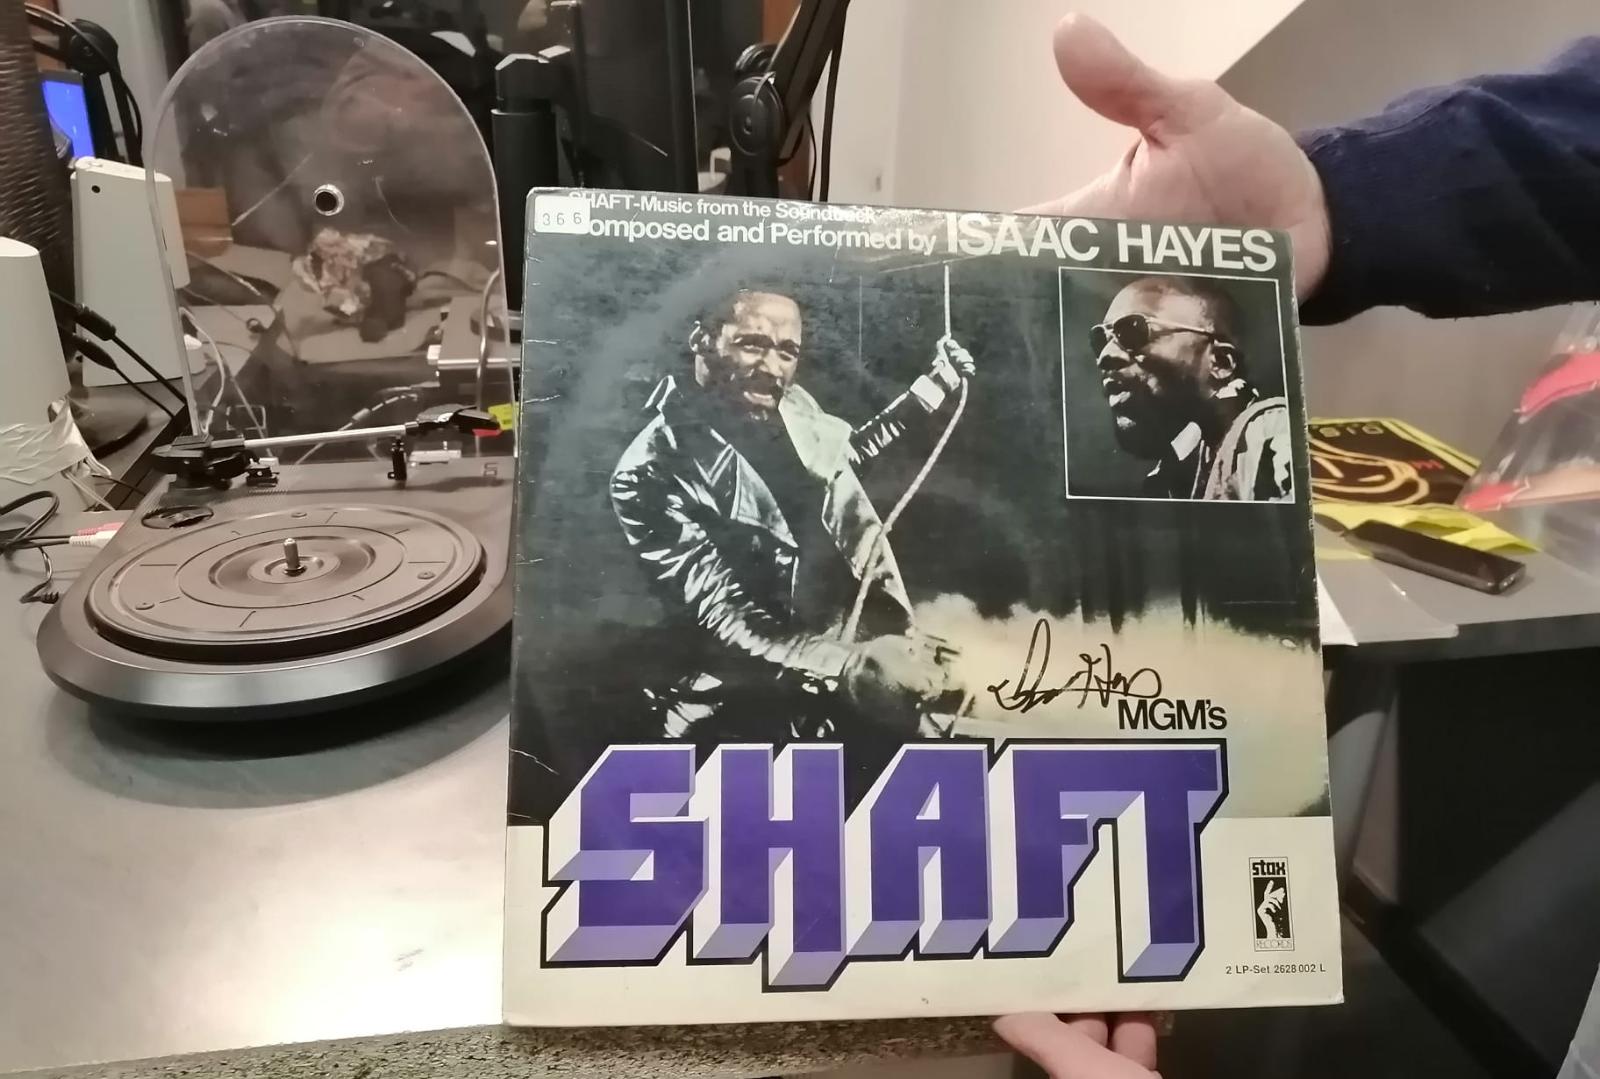 SHAFT-Music from the Soundtrack
366
Composed and Performed by ISAAC HAYES
MGM's
SHAFT
stax
RECORDS
2 LP-Set 2628 002 L